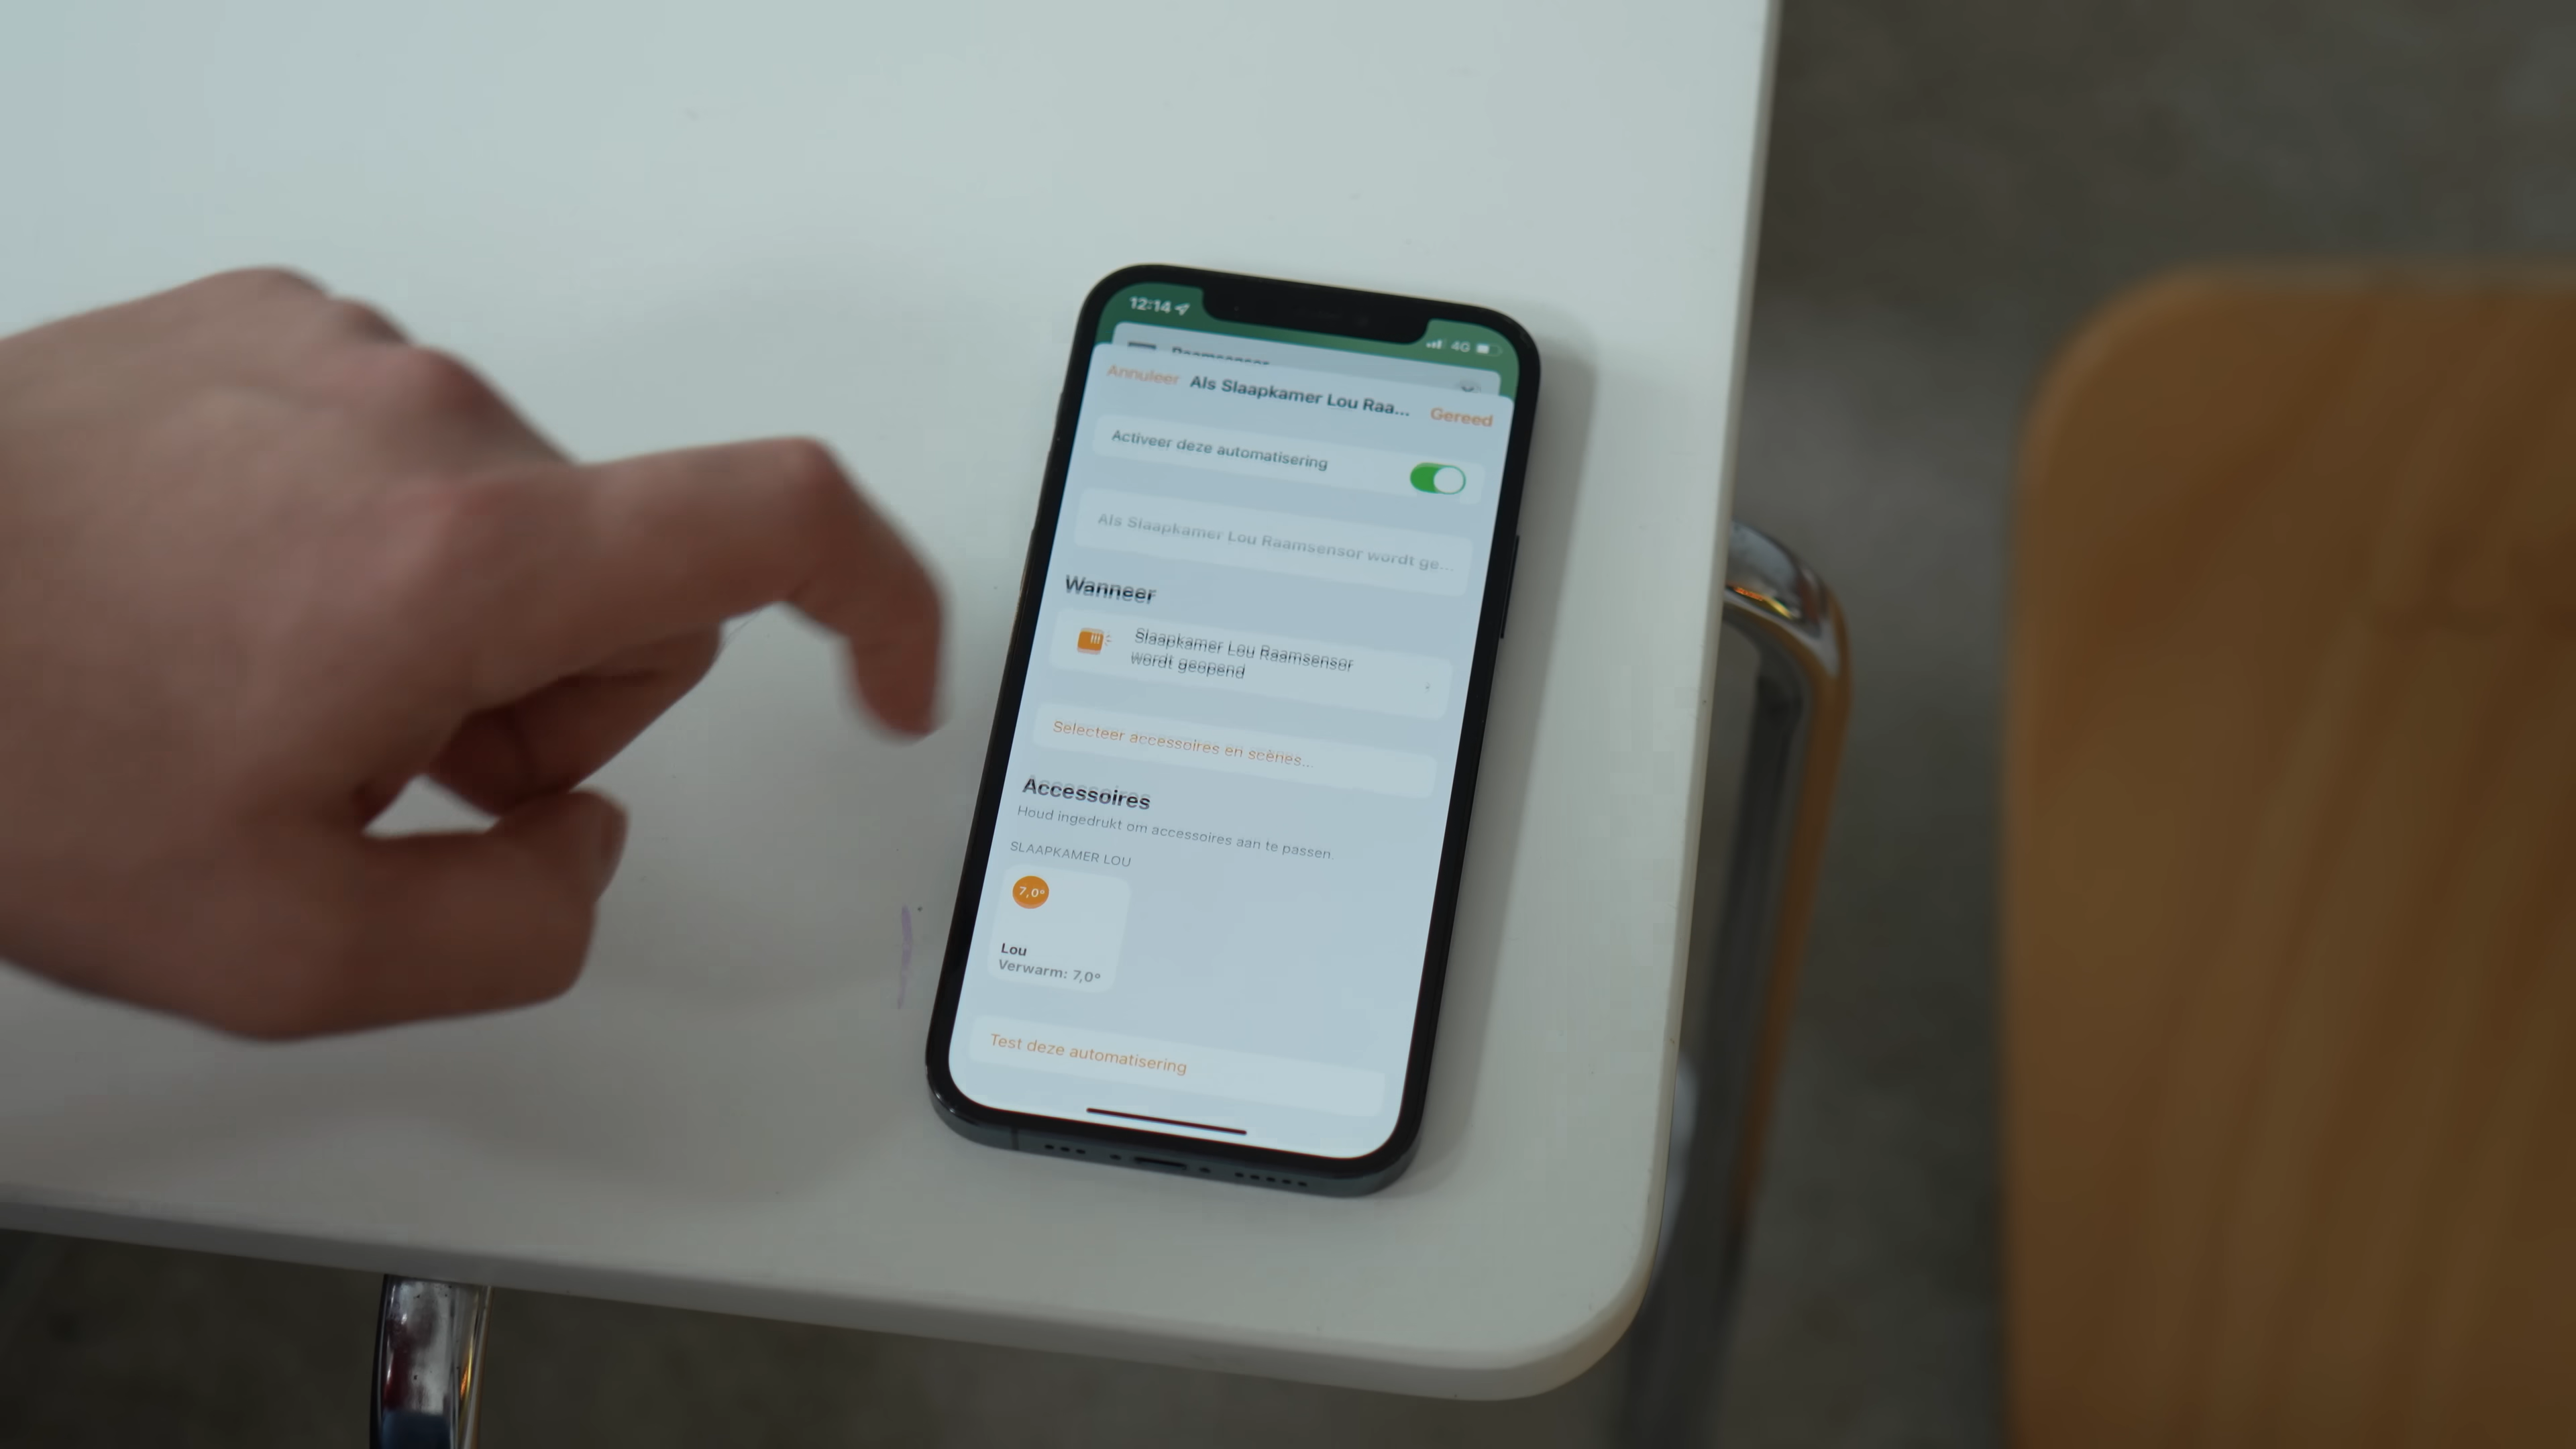 12:14
4G
Raamsensor
Annuleer Als Slaapkamer Lou Raa... Gereed
Activeer deze automatisering
Als Slaapkamer Lou Raamsensor wordt ge...
Wanneer
Slaapkamer Lou Raamsensor
wordt geopend
Selecteer accessoires en scènes...
Accessoires
Houd ingedrukt om accessoires aan te passen.
SLAAPKAMER LOU
7,0°
Lou
Verwarm: 7,0°
Test deze automatisering